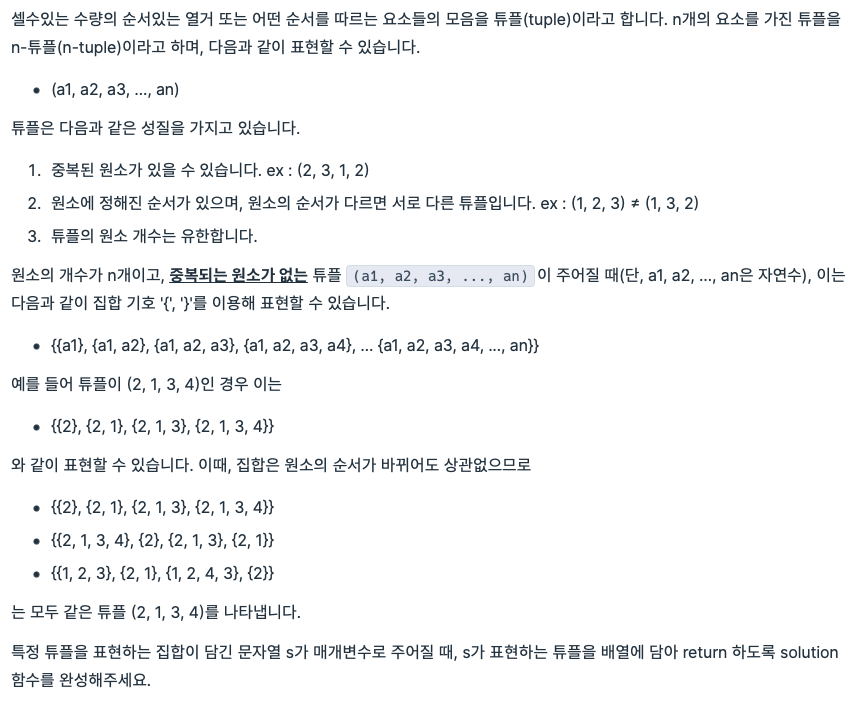 셀수있는 수량의 순서있는 열거 또는 어떤 순서를 따르는 요소들의 모음을 튜플(tuple)이라고 합니다. n개의 요소를 가진 튜플을
n-튜플(n-tuple)이라고 하며, 다음과 같이 표현할 수 있습니다.
• (a1, a2, a3, ..., an)
튜플은 다음과 같은 성질을 가지고 있습니다.
1. 중복된 원소가 있을 수 있습니다. ex : (2, 3, 1, 2)
2. 원소에 정해진 순서가 있으며, 원소의 순서가 다르면 서로 다른 튜플입니다. ex : (1, 2, 3) ≠ (1, 3, 2)
3. 튜플의 원소 개수는 유한합니다.
원소의 개수가 n개이고, 중복되는 원소가 없는 튜플 (a1, a2, a3, ..., an) 이 주어질 때(단, a1, a2, ..., an은 자연수), 이는
다음과 같이 집합 기호 '{', '}'를 이용해 표현할 수 있습니다.
• {{a1}, {a1, a2}, {a1, a2, a3}, {a1, a2, a3, a4}, ... {a1, a2, a3, a4, ..., an}}
예를 들어 튜플이 (2, 1, 3, 4)인 경우 이는
• {{2}, {2, 1}, {2, 1, 3}, {2, 1, 3, 4}}
와 같이 표현할 수 있습니다. 이때, 집합은 원소의 순서가 바뀌어도 상관없으므로
• {{2}, {2, 1}, {2, 1, 3}, {2, 1, 3, 4}}
• {{2, 1, 3, 4}, {2}, {2, 1, 3}, {2, 1}}
• {{1, 2, 3}, {2, 1}, {1, 2, 4, 3}, {2}}
는 모두 같은 튜플 (2, 1, 3, 4)를 나타냅니다.
특정 튜플을 표현하는 집합이 담긴 문자열 s가 매개변수로 주어질 때, s가 표현하는 튜플을 배열에 담아 return 하도록 solution
함수를 완성해주세요.